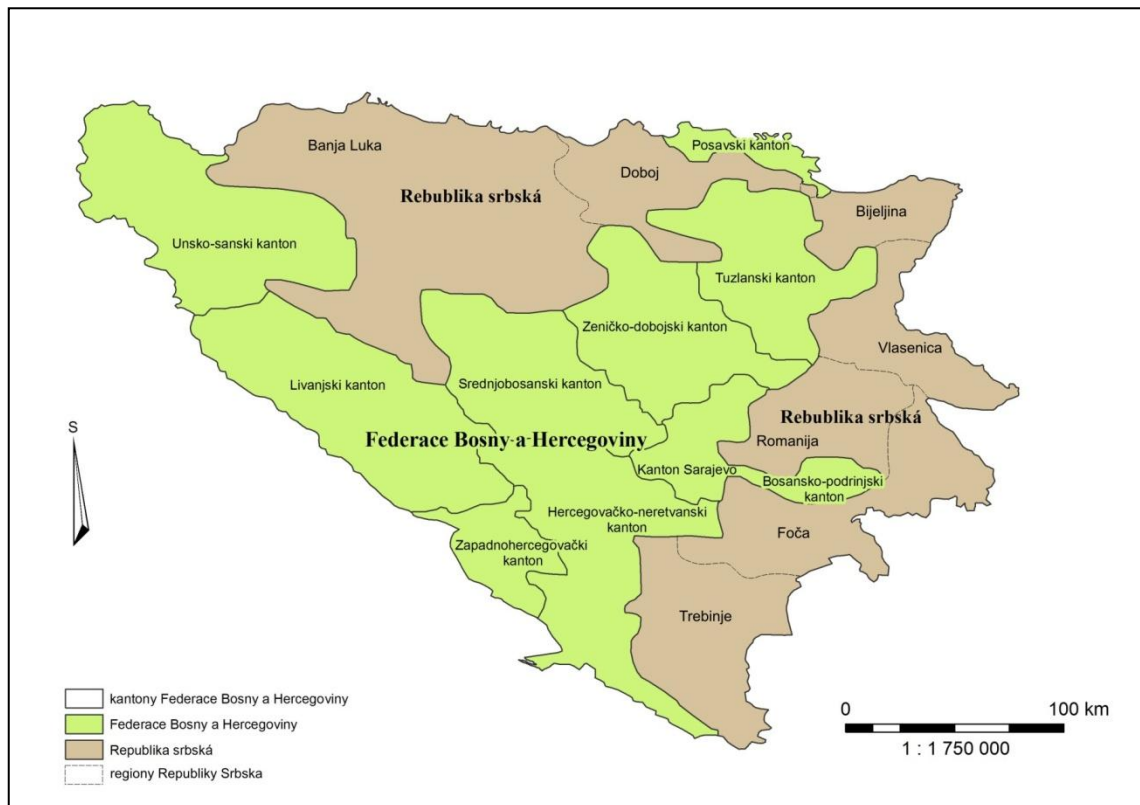 Banja Luka
Posavski kanton
Doboj
Rebublika srbská
Bijeljina
Unsko-sanski kanton
Tuzlanski kanton
Zeničko-dobojski kanton
Vlasenica
Livanjski kanton
Srednjobosanski kanton
Rebublika srbská
S
Federace Bosny-a-Hercegoviny
Romanija
Kanton Sarajevo
Bosansko-podrinjski
kanton
Hercegovačko-neretvanski
kanton
Foča
Zapadnohercegovački
kanton
Trebinje
kantony Federace Bosny a Hercegoviny
Federace Bosny a Hercegoviny
Republika srbská
regiony Republiky Srbska
0 100 km
1 : 1 750 000